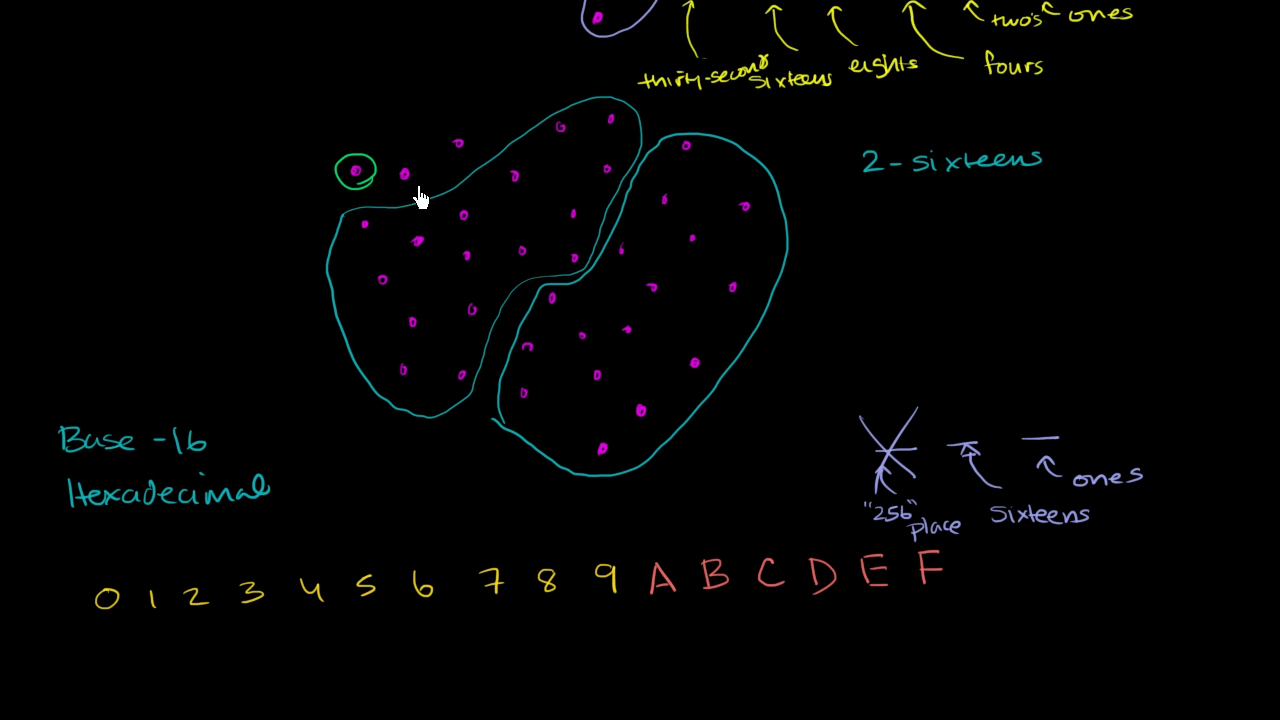 two's ones
thirty-second sixteens eights fours
2-sixteens
Base-16
Hexadecimal
ones
"256" place sixteens
0 1 2 3 4 5 6 7 8 9 A B C D E F